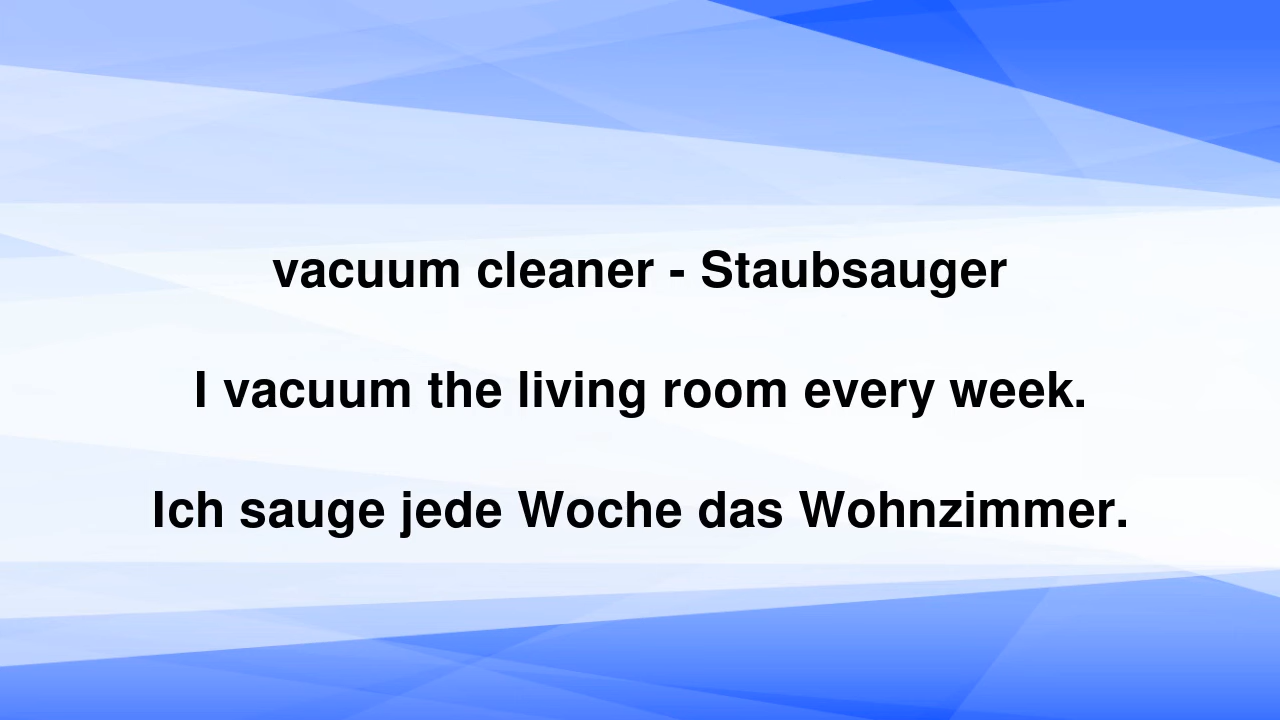 vacuum cleaner - Staubsauger
I vacuum the living room every week.
Ich sauge jede Woche das Wohnzimmer.